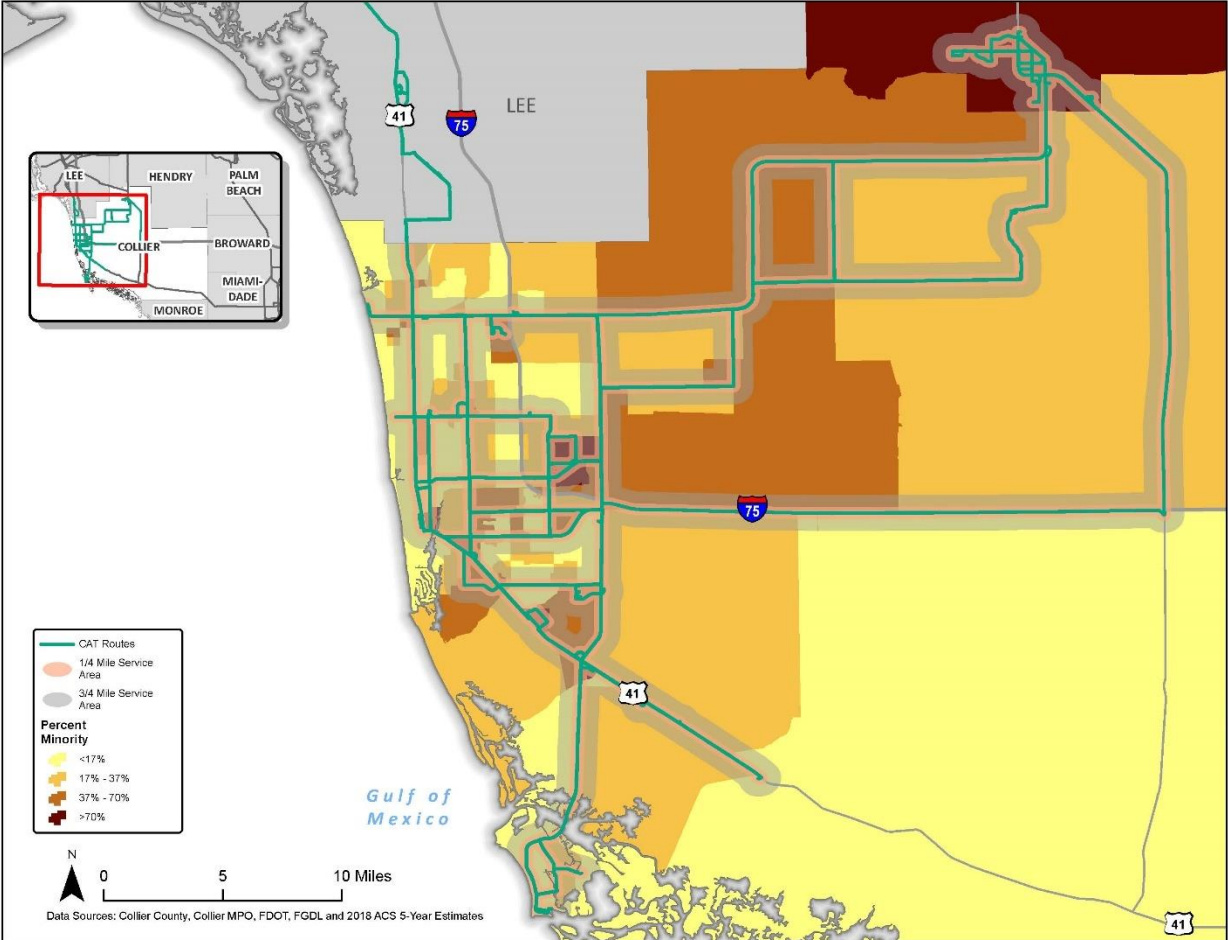 41
75
LEE
LEE
HENDRY
PALM
BEACH
COLLIER
BROWARD
MIAMI-
DADE
MONROE
75
41
CAT Routes
1/4 Mile Service
Area
3/4 Mile Service
Area
Percent
Minority
<17%
17% - 37%
37% - 70%
>70%
Gulf of
Mexico
N
0 5 10 Miles
Data Sources: Collier County, Collier MPO, FDOT, FGDL and 2018 ACS 5-Year Estimates
41